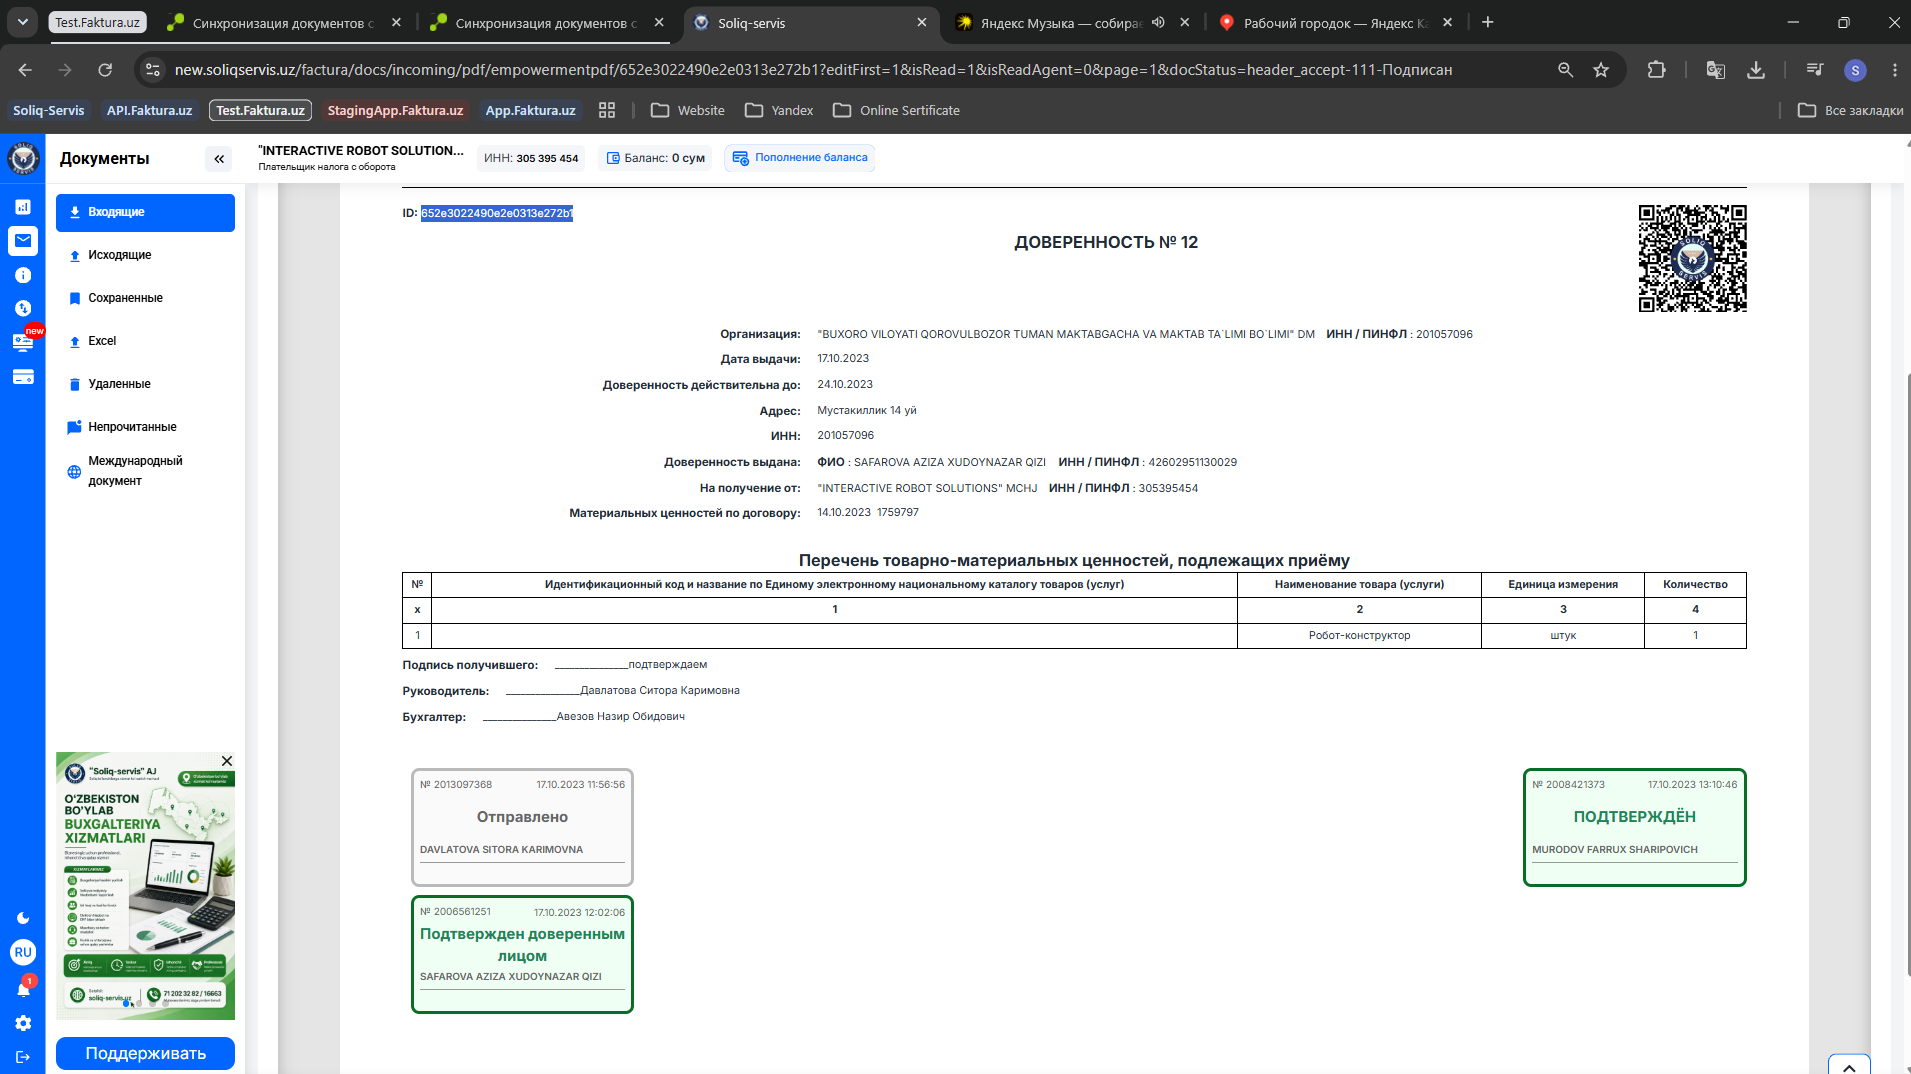 Test.Faktura.uz
Синхронизация документов с
Синхронизация документов с
Soliq-servis
Яндекс Музыка — собирае
Рабочий городок — Яндекс Ка
new.soliqservis.uz/factura/docs/incoming/pdf/empowermentpdf/652e3022490e2e0313e272b1?editFirst=1&isRead=1&isReadAgent=0&page=1&docStatus=header_accept-111-Подписан
S
Soliq-Servis
API.Faktura.uz
Test.Faktura.uz
StagingApp.Faktura.uz
App.Faktura.uz
Website
Yandex
Online Sertificate
Все закладки
Документы
"INTERACTIVE ROBOT SOLUTION...
Плательщик налога с оборота
ИНН: 305 395 454
Баланс: 0 сум
Пополнение баланса
Входящие
Исходящие
Сохраненные
Excel
Удаленные
Непрочитанные
Международный документ
new
RU
1
ID: 652e3022490e2e0313e272b1
ДОВЕРЕННОСТЬ № 12
SOLIQ SERVIS
Организация: "BUXORO VILOYATI QOROVULBOZOR TUMAN MAKTABGACHA VA MAKTAB TA`LIMI BO`LIMI" DM ИНН / ПИНФЛ : 201057096
Дата выдачи: 17.10.2023
Доверенность действительна до: 24.10.2023
Адрес: Мустакиллик 14 уй
ИНН: 201057096
Доверенность выдана: ФИО : SAFAROVA AZIZA XUDOYNAZAR QIZI ИНН / ПИНФЛ : 42602951130029
На получение от: "INTERACTIVE ROBOT SOLUTIONS" MCHJ ИНН / ПИНФЛ : 305395454
Материальных ценностей по договору: 14.10.2023 1759797
Перечень товарно-материальных ценностей, подлежащих приёму
№ Идентификационный код и название по Единому электронному национальному каталогу товаров (услуг) Наименование товара (услуги) Единица измерения Количество
x 1 2 3 4
1 Робот-конструктор штук 1
Подпись получившего: ______________подтверждаем
Руководитель: ______________Давлатова Ситора Каримовна
Бухгалтер: ______________Авезов Назир Обидович
№ 2013097368 17.10.2023 11:56:56
Отправлено
DAVLATOVA SITORA KARIMOVNA
№ 2008421373 17.10.2023 13:10:46
ПОДТВЕРЖДЁН
MURODOV FARRUX SHARIPOVICH
№ 2006561251 17.10.2023 12:02:06
Подтвержден доверенным
лицом
SAFAROVA AZIZA XUDOYNAZAR QIZI
"Soliq-servis" AJ
O'ZBEKISTON
BO'YLAB
BUXGALTERIYA
XIZMATLARI
soliq-servis.uz
71 202 32 82 / 16663
Поддерживать